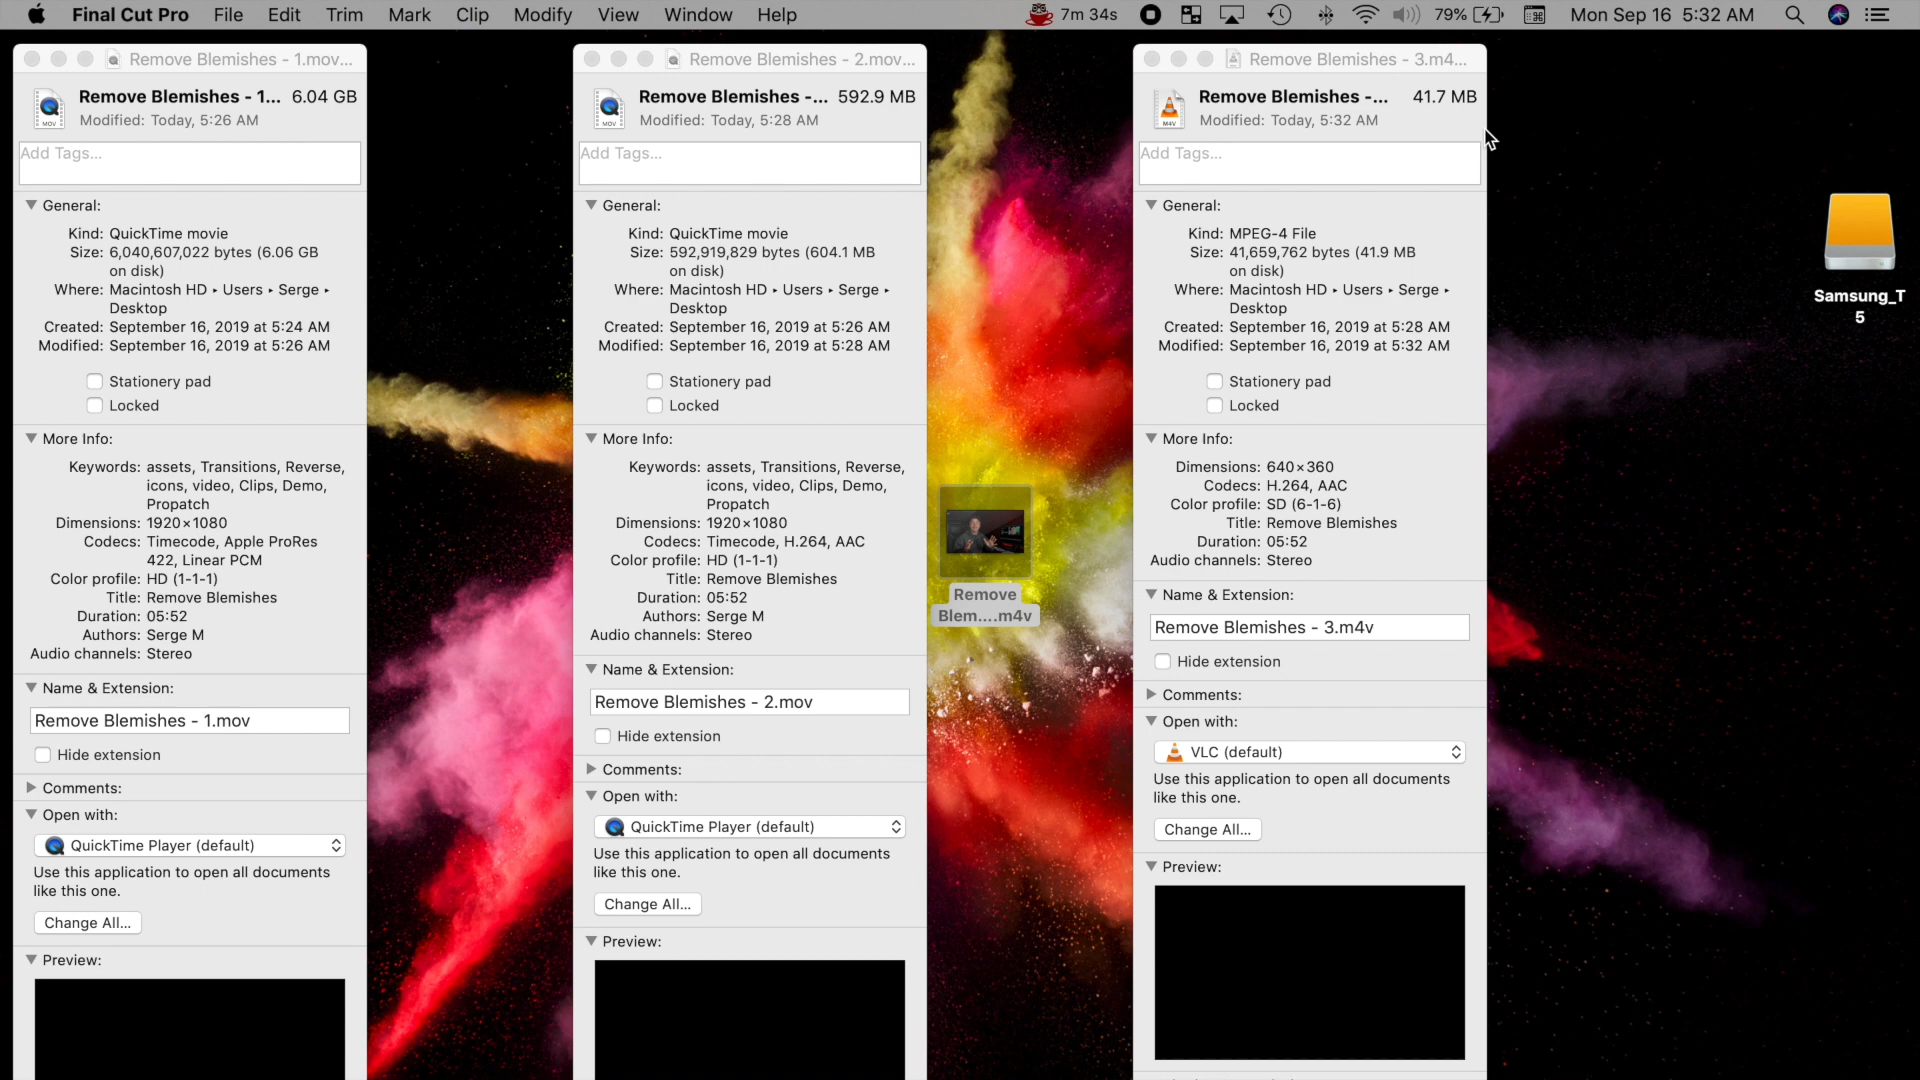 Final Cut Pro File Edit Trim Mark Clip Modify View Window Help 7m 34s 79% Mon Sep 16 5:32 AM
Remove Blemishes - 1.mov...
Remove Blemishes - 1... 6.04 GB
MOV
Modified: Today, 5:26 AM
Add Tags...
General:
Kind: QuickTime movie
Size: 6,040,607,022 bytes (6.06 GB
on disk)
Where: Macintosh HD ▸ Users ▸ Serge ▸
Desktop
Created: September 16, 2019 at 5:24 AM
Modified: September 16, 2019 at 5:26 AM
Stationery pad
Locked
More Info:
Keywords: assets, Transitions, Reverse,
icons, video, Clips, Demo,
Propatch
Dimensions: 1920×1080
Codecs: Timecode, Apple ProRes
422, Linear PCM
Color profile: HD (1-1-1)
Title: Remove Blemishes
Duration: 05:52
Authors: Serge M
Audio channels: Stereo
Name & Extension:
Remove Blemishes - 1.mov
Hide extension
Comments:
Open with:
QuickTime Player (default)
Use this application to open all documents
like this one.
Change All...
Preview:
Remove Blemishes - 2.mov...
Remove Blemishes -... 592.9 MB
MOV
Modified: Today, 5:28 AM
Add Tags...
General:
Kind: QuickTime movie
Size: 592,919,829 bytes (604.1 MB
on disk)
Where: Macintosh HD ▸ Users ▸ Serge ▸
Desktop
Created: September 16, 2019 at 5:26 AM
Modified: September 16, 2019 at 5:28 AM
Stationery pad
Locked
More Info:
Keywords: assets, Transitions, Reverse,
icons, video, Clips, Demo,
Propatch
Dimensions: 1920×1080
Codecs: Timecode, H.264, AAC
Color profile: HD (1-1-1)
Title: Remove Blemishes
Duration: 05:52
Authors: Serge M
Audio channels: Stereo
Name & Extension:
Remove Blemishes - 2.mov
Hide extension
Comments:
Open with:
QuickTime Player (default)
Use this application to open all documents
like this one.
Change All...
Preview:
Remove
Blem....m4v
Remove Blemishes - 3.m4...
Remove Blemishes -... 41.7 MB
M4V
Modified: Today, 5:32 AM
Add Tags...
General:
Kind: MPEG-4 File
Size: 41,659,762 bytes (41.9 MB
on disk)
Where: Macintosh HD ▸ Users ▸ Serge ▸
Desktop
Created: September 16, 2019 at 5:28 AM
Modified: September 16, 2019 at 5:32 AM
Stationery pad
Locked
More Info:
Dimensions: 640×360
Codecs: H.264, AAC
Color profile: SD (6-1-6)
Title: Remove Blemishes
Duration: 05:52
Audio channels: Stereo
Name & Extension:
Remove Blemishes - 3.m4v
Hide extension
Comments:
Open with:
VLC (default)
Use this application to open all documents
like this one.
Change All...
Preview:
Samsung_T
5